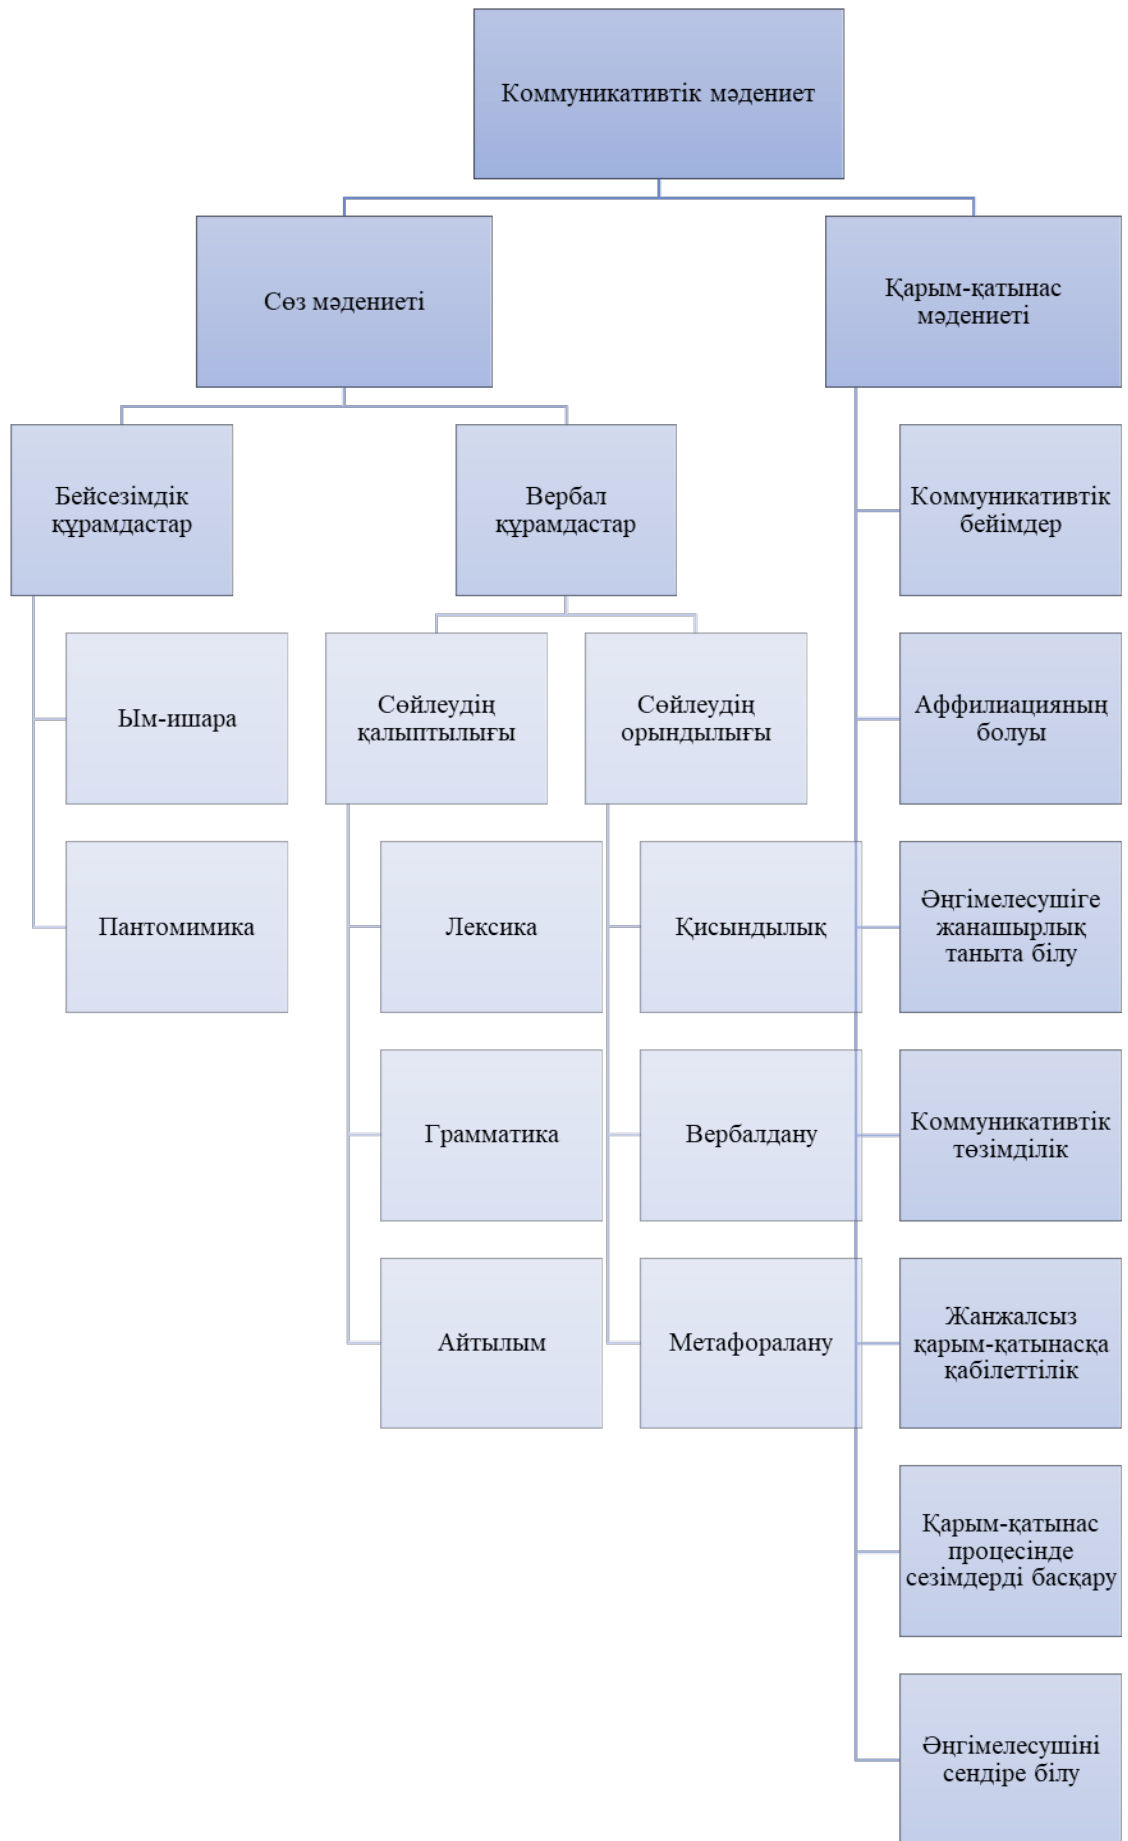 Коммуникативтік мәдениет
Сөз мәдениеті
Қарым-қатынас
мәдениеті
Бейсезімдік
құрамдастар
Вербал
құрамдастар
Коммуникативтік
бейімдер
Ым-ишара
Сөйлеудің
қалыптылығы
Сөйлеудің
орындылығы
Аффилиацияның
болуы
Пантомимика
Лексика
Қисындылық
Әңгімелесушіге
жанашырлық
таныта білу
Грамматика
Вербалдану
Коммуникативтік
төзімділік
Айтылым
Метафоралану
Жанжалсыз
қарым-қатынасқа
қабілеттілік
Қарым-қатынас
процесінде
сезімдерді басқару
Әңгімелесушіні
сендіре білу